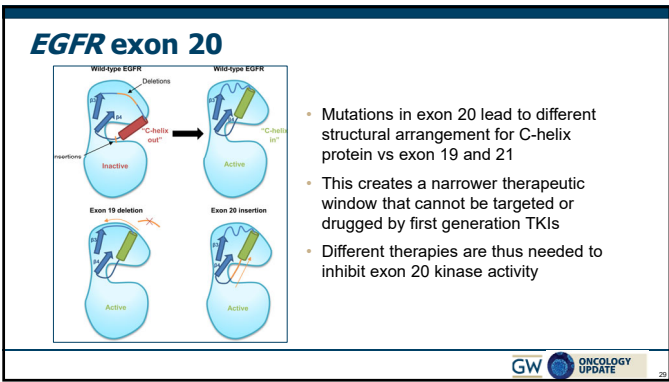 EGFR exon 20
Wild-type EGFR
Wild-type EGFR
Deletions
β3
β4
"C-helix
out"
"C-helix
in"
nsertions
Inactive
Active
Exon 19 deletion
Exon 20 insertion
β3
β4
β3
β4
Active
Active
• Mutations in exon 20 lead to different
structural arrangement for C-helix
protein vs exon 19 and 21
• This creates a narrower therapeutic
window that cannot be targeted or
drugged by first generation TKIs
• Different therapies are thus needed to
inhibit exon 20 kinase activity
GW
ONCOLOGY
UPDATE
29